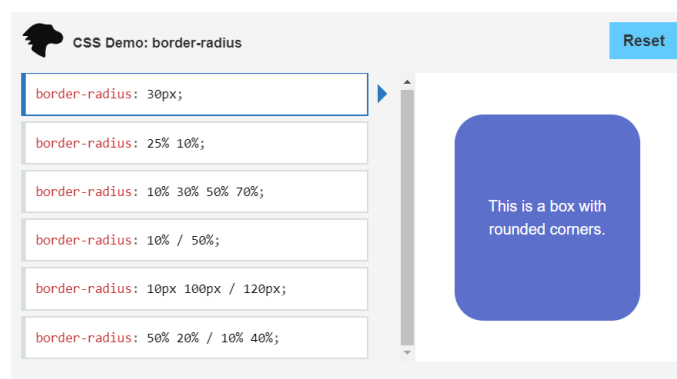 CSS Demo: border-radius
Reset
border-radius: 30px;
border-radius: 25% 10%;
border-radius: 10% 30% 50% 70%;
border-radius: 10% / 50%;
border-radius: 10px 100px / 120px;
border-radius: 50% 20% / 10% 40%;
This is a box with
rounded corners.